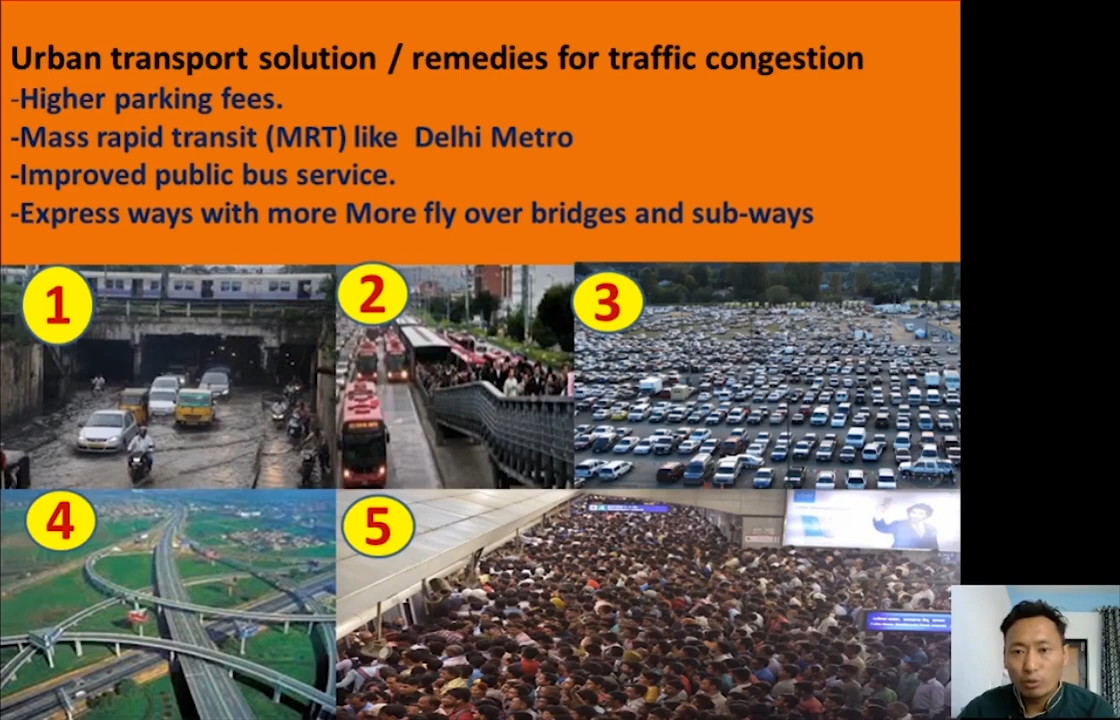 Urban transport solution / remedies for traffic congestion
-Higher parking fees.
-Mass rapid transit (MRT) like  Delhi Metro
-Improved public bus service.
-Express ways with more More fly over bridges and sub-ways
1
2
3
4
5